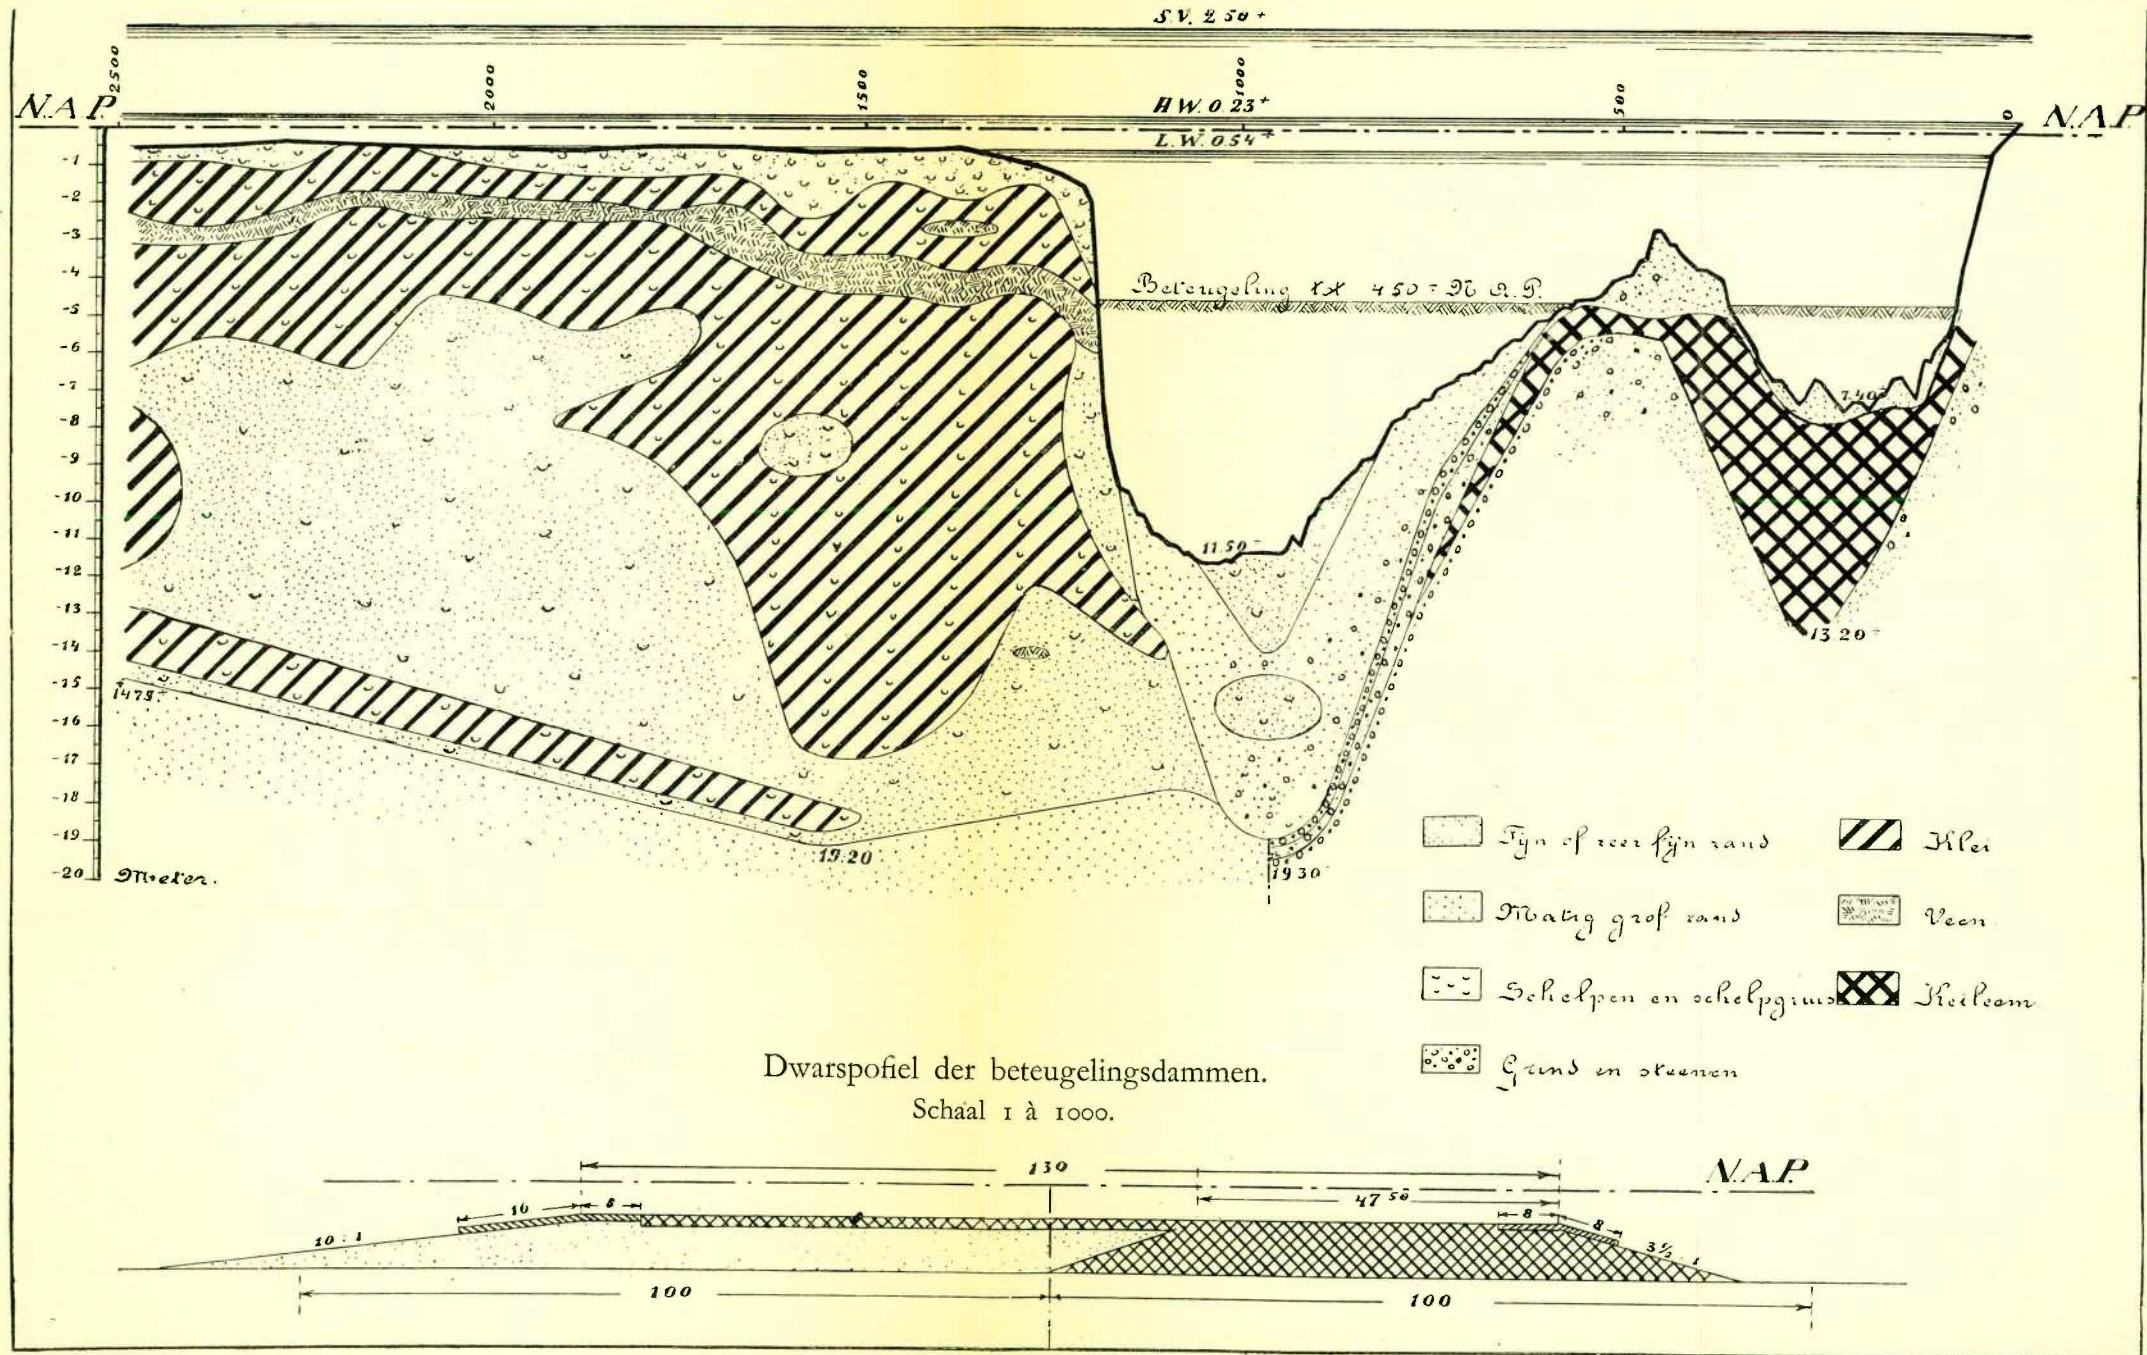 S.V. 2.50 +
2500
2000
1500
1000
500
0
N.A.P.
H.W. 0.23+
N.A.P.
L.W. 0.54+
-1
-2
-3
-4
Beteugeling 4.50 - N.A.P.
-5
-6
-7
7.40-
-8
-9
-10
-11
11.50-
-12
-13
13.20-
-14
-15
14.79-
-16
-17
-18
-19
19.20
19.30
-20 Meter.
Fijn of zeer fijn zand
Klei
Matig grof zand
Veen
Schelpen en schelpgruis
Keileem
Grind en steenen
Dwarspofiel der beteugelingsdammen.
Schaal 1 à 1000.
130
N.A.P.
47.50
10
8
8
8
10 : 1
3½ : 1
100
100